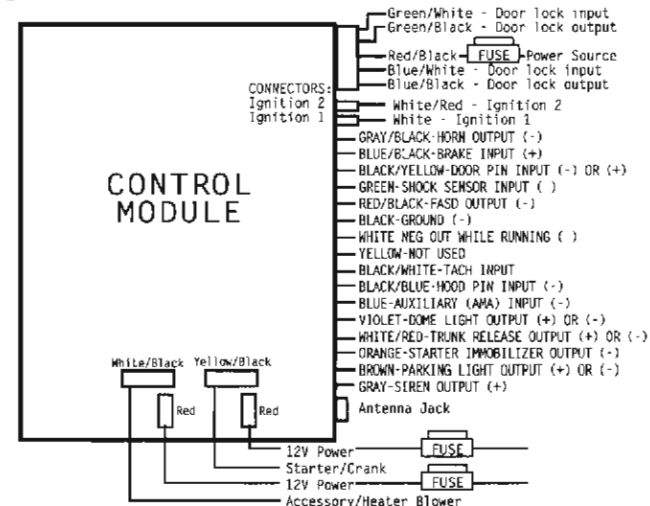 Green/White - Door lock input
Green/Black - Door lock output
Red/Black FUSE Power Source
Blue/White - Door lock input
Blue/Black - Door lock output
CONNECTORS:
Ignition 2
Ignition 1
White/Red - Ignition 2
White - Ignition 1
GRAY/BLACK-HORN OUTPUT (-)
BLUE/BLACK-BRAKE INPUT (+)
BLACK/YELLOW-DOOR PIN INPUT (-) OR (+)
GREEN-SHOCK SENSOR INPUT ( )
RED/BLACK-FASD OUTPUT (-)
BLACK-GROUND (-)
WHITE NEG OUT WHILE RUNNING ( )
YELLOW-NOT USED
BLACK/WHITE-TACH INPUT
BLACK/BLUE-HOOD PIN INPUT (-)
BLUE-AUXILIARY (AMA) INPUT (-)
VIOLET-DOME LIGHT OUTPUT (+) OR (-)
WHITE/RED-TRUNK RELEASE OUTPUT (+) OR (-)
ORANGE-STARTER IMMOBILIZER OUTPUT (-)
BROWN-PARKING LIGHT OUTPUT (+) OR (-)
GRAY-SIREN OUTPUT (+)
Antenna Jack
CONTROL
MODULE
White/Black Yellow/Black
Red Red
12V Power FUSE
Starter/Crank
12V Power FUSE
Accessory/Heater Blower